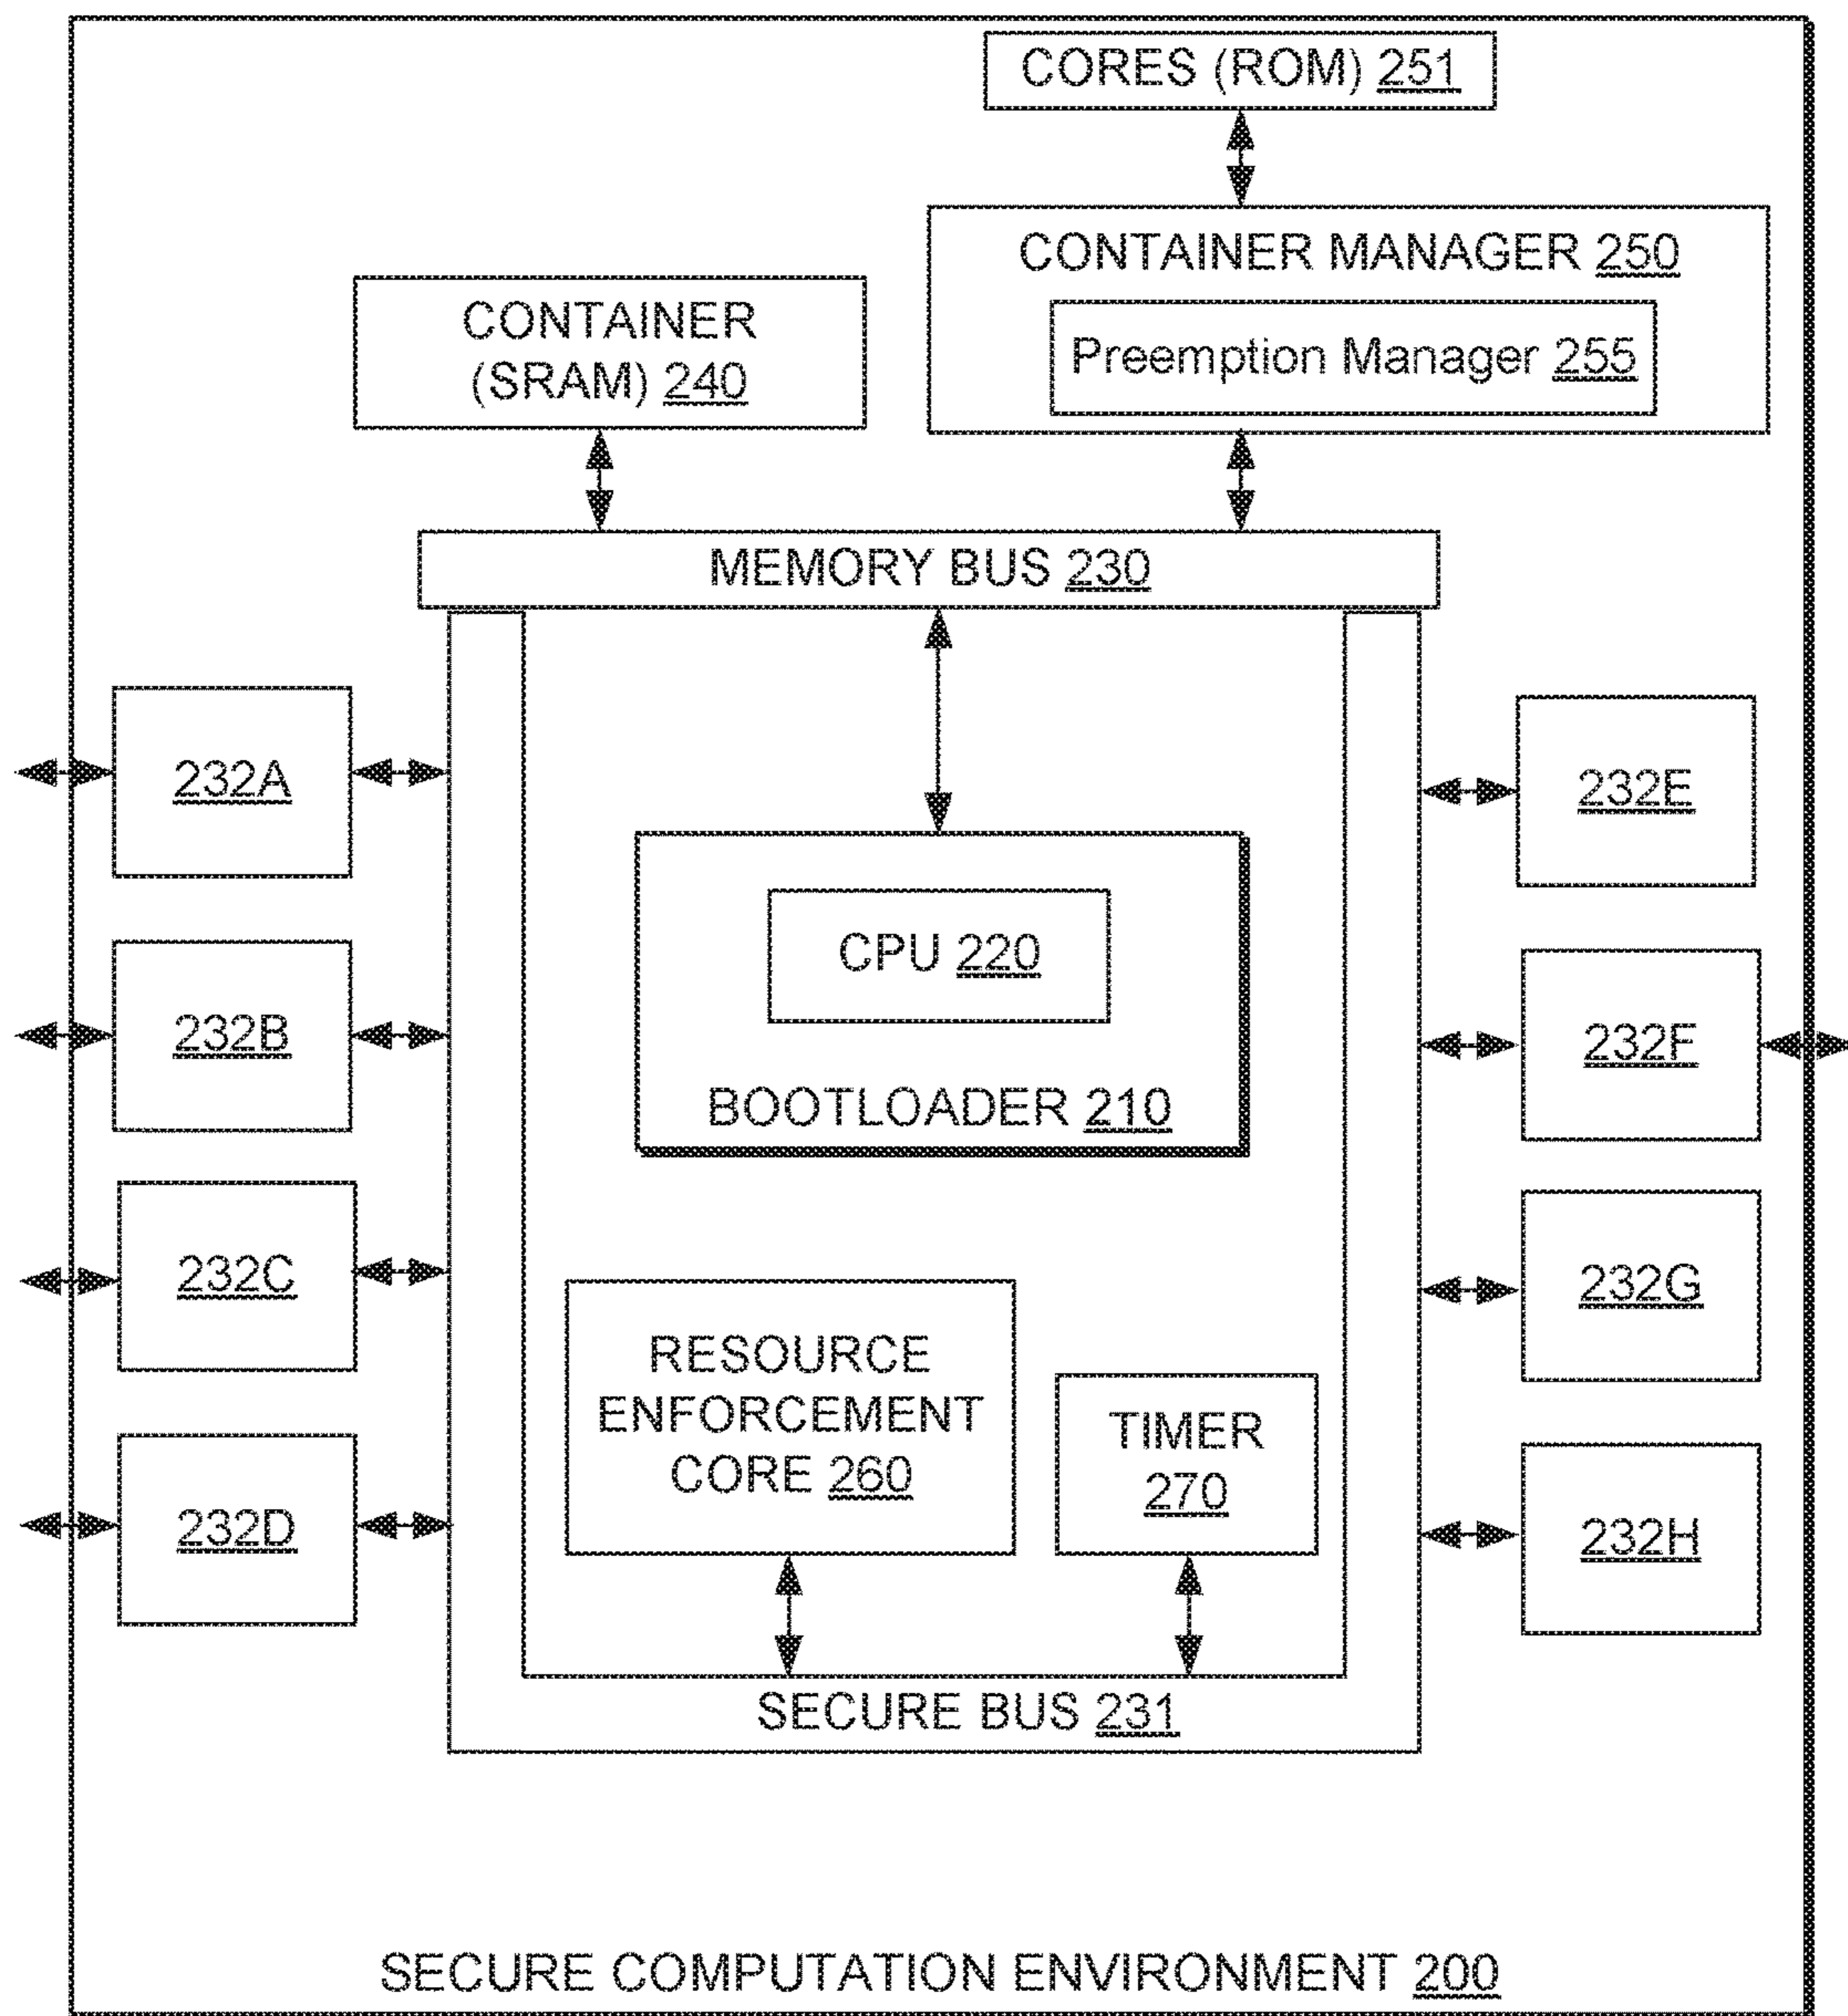 CORES (ROM) 251
CONTAINER MANAGER 250
Preemption Manager 255
CONTAINER
(SRAM) 240
MEMORY BUS 230
232A
232B
232C
232D
CPU 220
BOOTLOADER 210
RESOURCE
ENFORCEMENT
CORE 260
TIMER
270
SECURE BUS 231
232E
232F
232G
232H
SECURE COMPUTATION ENVIRONMENT 200